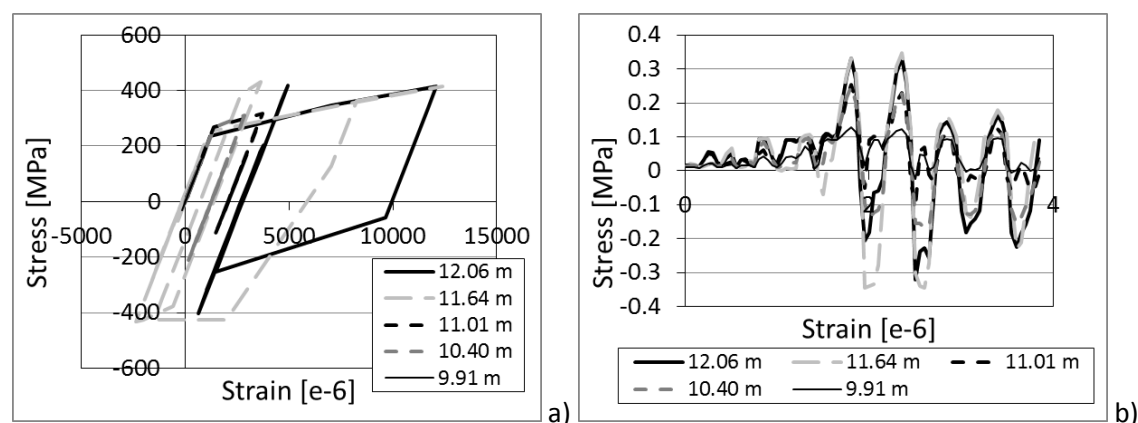 600
400
200
0
-200
-400
-600
-5000 0 5000 10000 15000
Stress [MPa]
Strain [e-6]
12.06 m
11.64 m
11.01 m
10.40 m
9.91 m
a)
0.4
0.3
0.2
0.1
0
-0.1
-0.2
-0.3
-0.4
0 2 4
Stress [MPa]
Strain [e-6]
12.06 m 11.64 m 11.01 m
10.40 m 9.91 m
b)